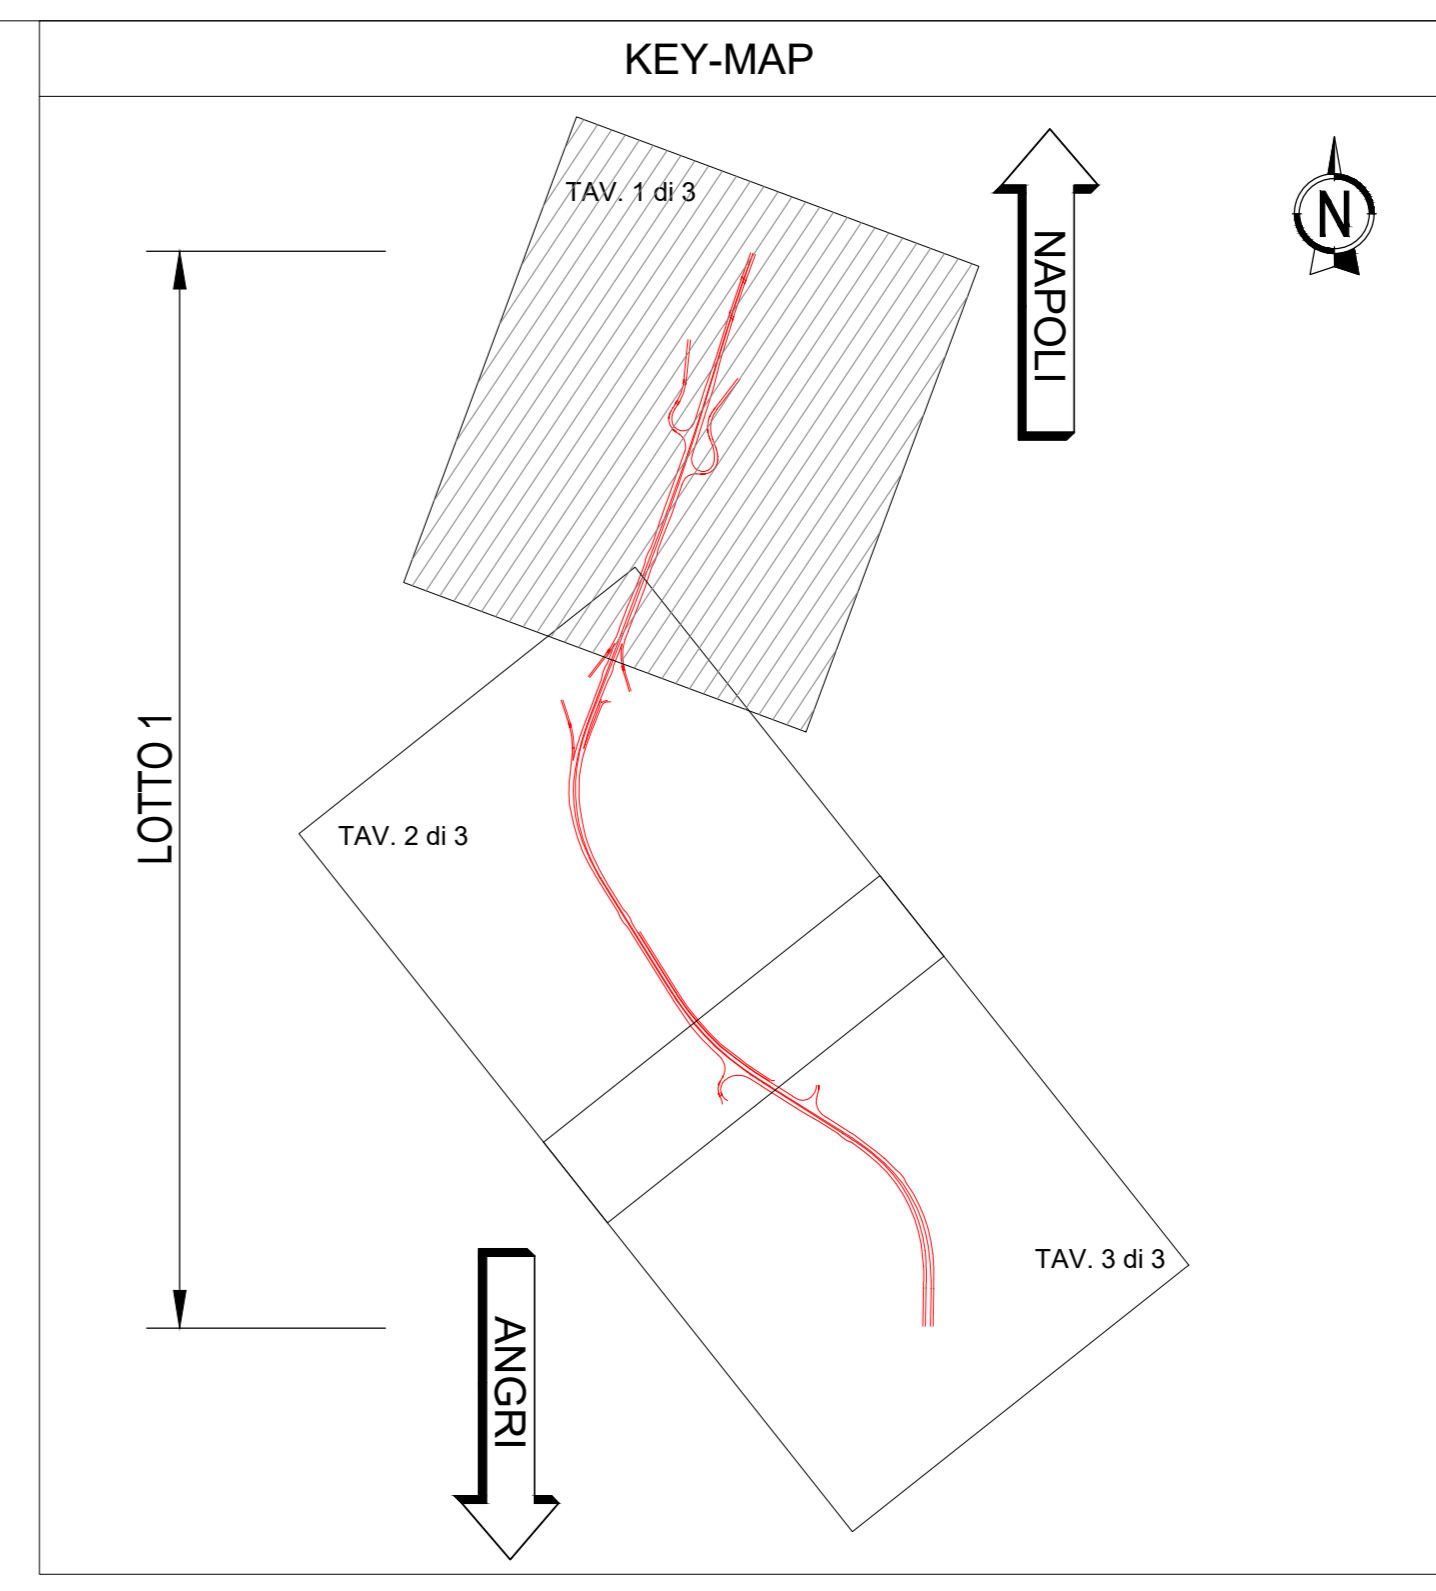 KEY-MAP
TAV. 1 di 3
NAPOLI
N
LOTTO 1
TAV. 2 di 3
TAV. 3 di 3
ANGRI